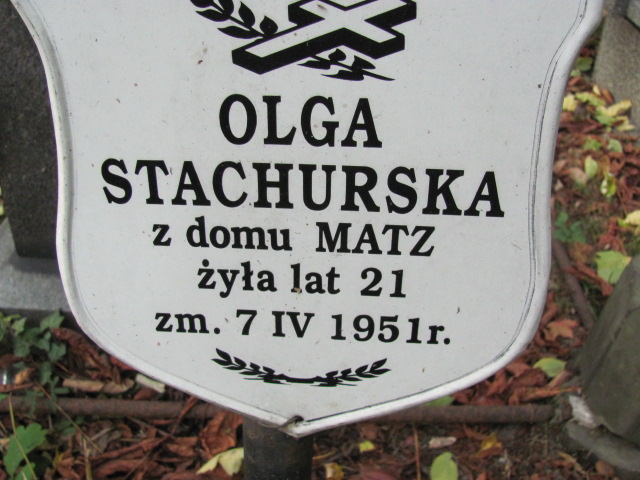 OLGA
STACHURSKA
z domu MATZ
żyła lat 21
zm. 7 IV 1951r.